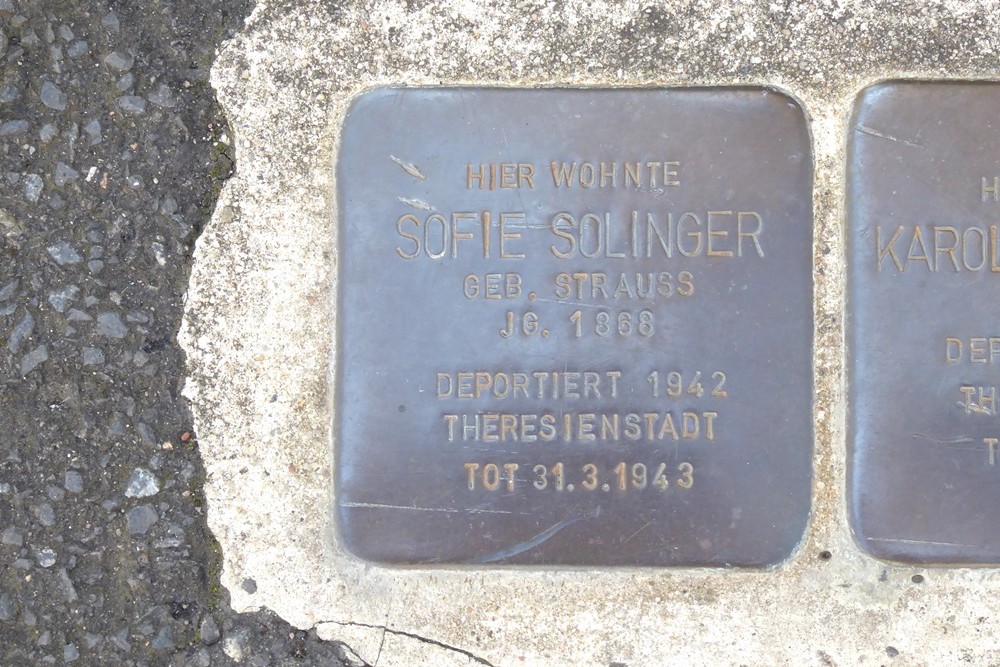 HIER WOHNTE
SOFIE SOLINGER
GEB. STRAUSS
JG. 1868
DEPORTIERT 1942
THERESIENSTADT
TOT 31.3.1943